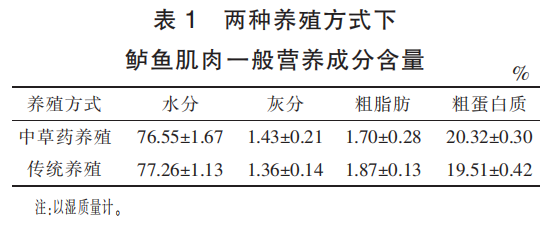 表 1 两种养殖方式下
鲈鱼肌肉一般营养成分含量
%
养殖方式 水分 灰分 粗脂肪 粗蛋白质
中草药养殖 76.55±1.67 1.43±0.21 1.70±0.28 20.32±0.30
传统养殖 77.26±1.13 1.36±0.14 1.87±0.13 19.51±0.42
注:以湿质量计。